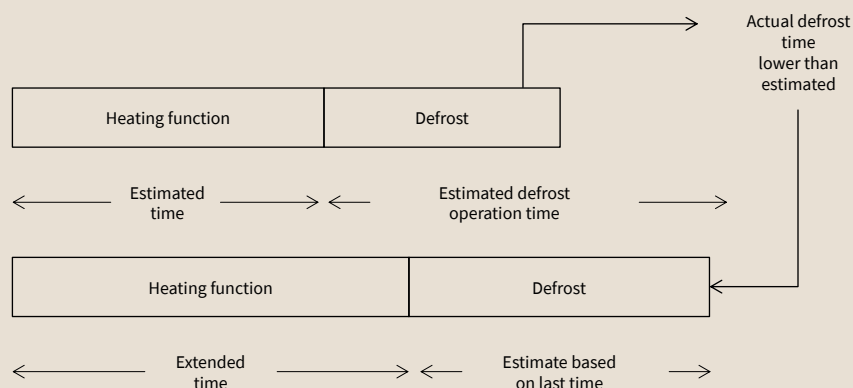 Actual defrost
time
lower than
estimated
Heating function
Defrost
Estimated
time
Estimated defrost
operation time
Heating function
Defrost
Extended
time
Estimate based
on last time